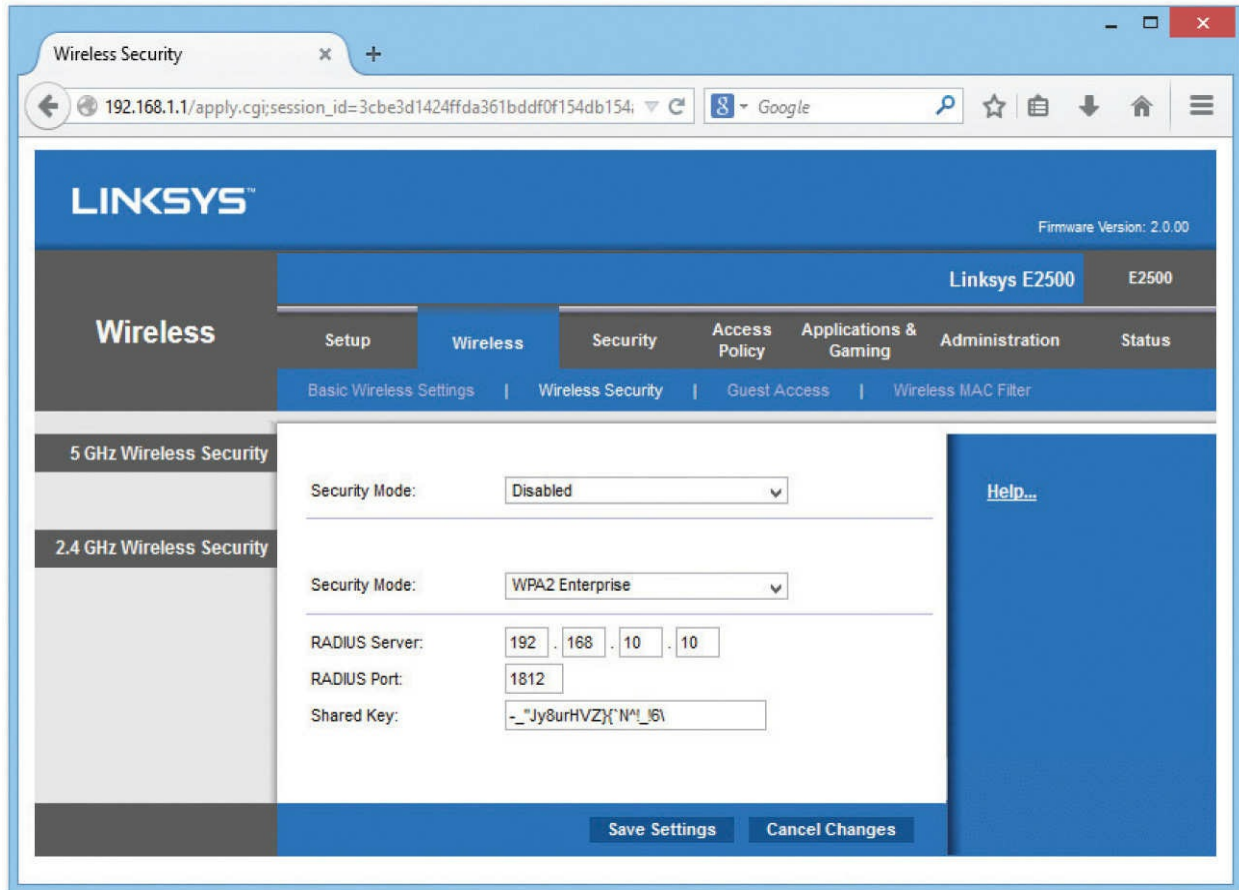 Wireless Security
192.168.1.1/apply.cgi;session_id=3cbe3d1424ffda361bddf0f154db154;
Google
LINKSYS™
Firmware Version: 2.0.00
Linksys E2500
E2500
Wireless
Setup
Wireless
Security
Access Policy
Applications & Gaming
Administration
Status
Basic Wireless Settings | Wireless Security | Guest Access | Wireless MAC Filter
5 GHz Wireless Security
Security Mode: Disabled
Help...
2.4 GHz Wireless Security
Security Mode: WPA2 Enterprise
RADIUS Server: 192 . 168 . 10 . 10
RADIUS Port: 1812
Shared Key: -_"Jy8urHVZ}{`N^!_!6\
Save Settings
Cancel Changes